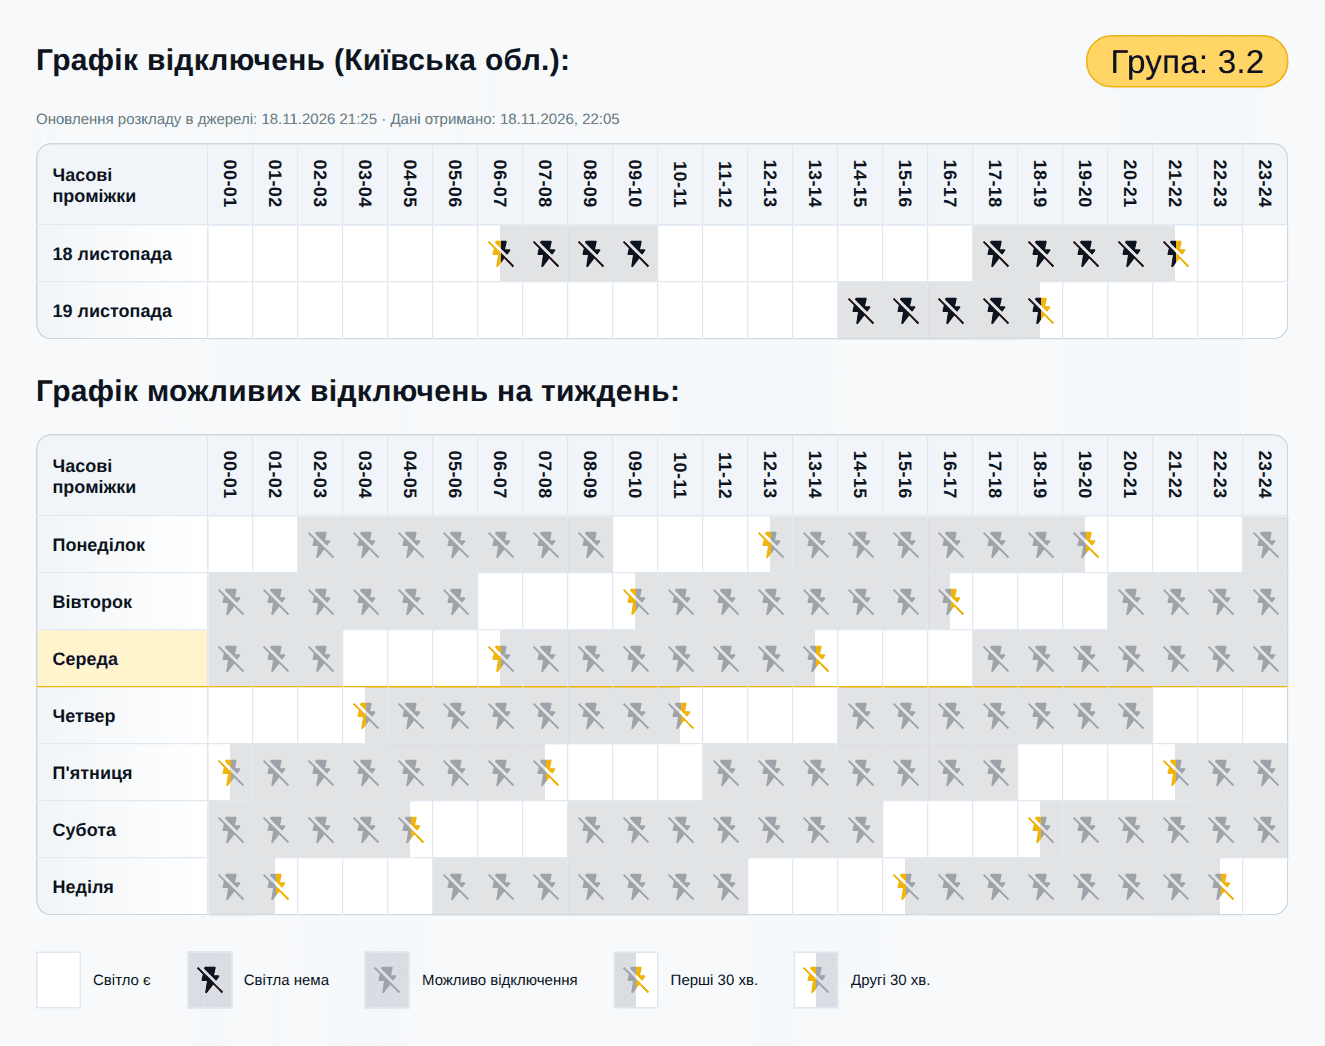 Графік відключень (Київська обл.):
Група: 3.2
Оновлення розкладу в джерелі: 18.11.2026 21:25 · Дані отримано: 18.11.2026, 22:05
Часові проміжки 00-01 01-02 02-03 03-04 04-05 05-06 06-07 07-08 08-09 09-10 10-11 11-12 12-13 13-14 14-15 15-16 16-17 17-18 18-19 19-20 20-21 21-22 22-23 23-24
18 листопада
19 листопада
Графік можливих відключень на тиждень:
Часові проміжки 00-01 01-02 02-03 03-04 04-05 05-06 06-07 07-08 08-09 09-10 10-11 11-12 12-13 13-14 14-15 15-16 16-17 17-18 18-19 19-20 20-21 21-22 22-23 23-24
Понеділок
Вівторок
Середа
Четвер
П'ятниця
Субота
Неділя
Світло є Світла нема Можливо відключення Перші 30 хв. Другі 30 хв.